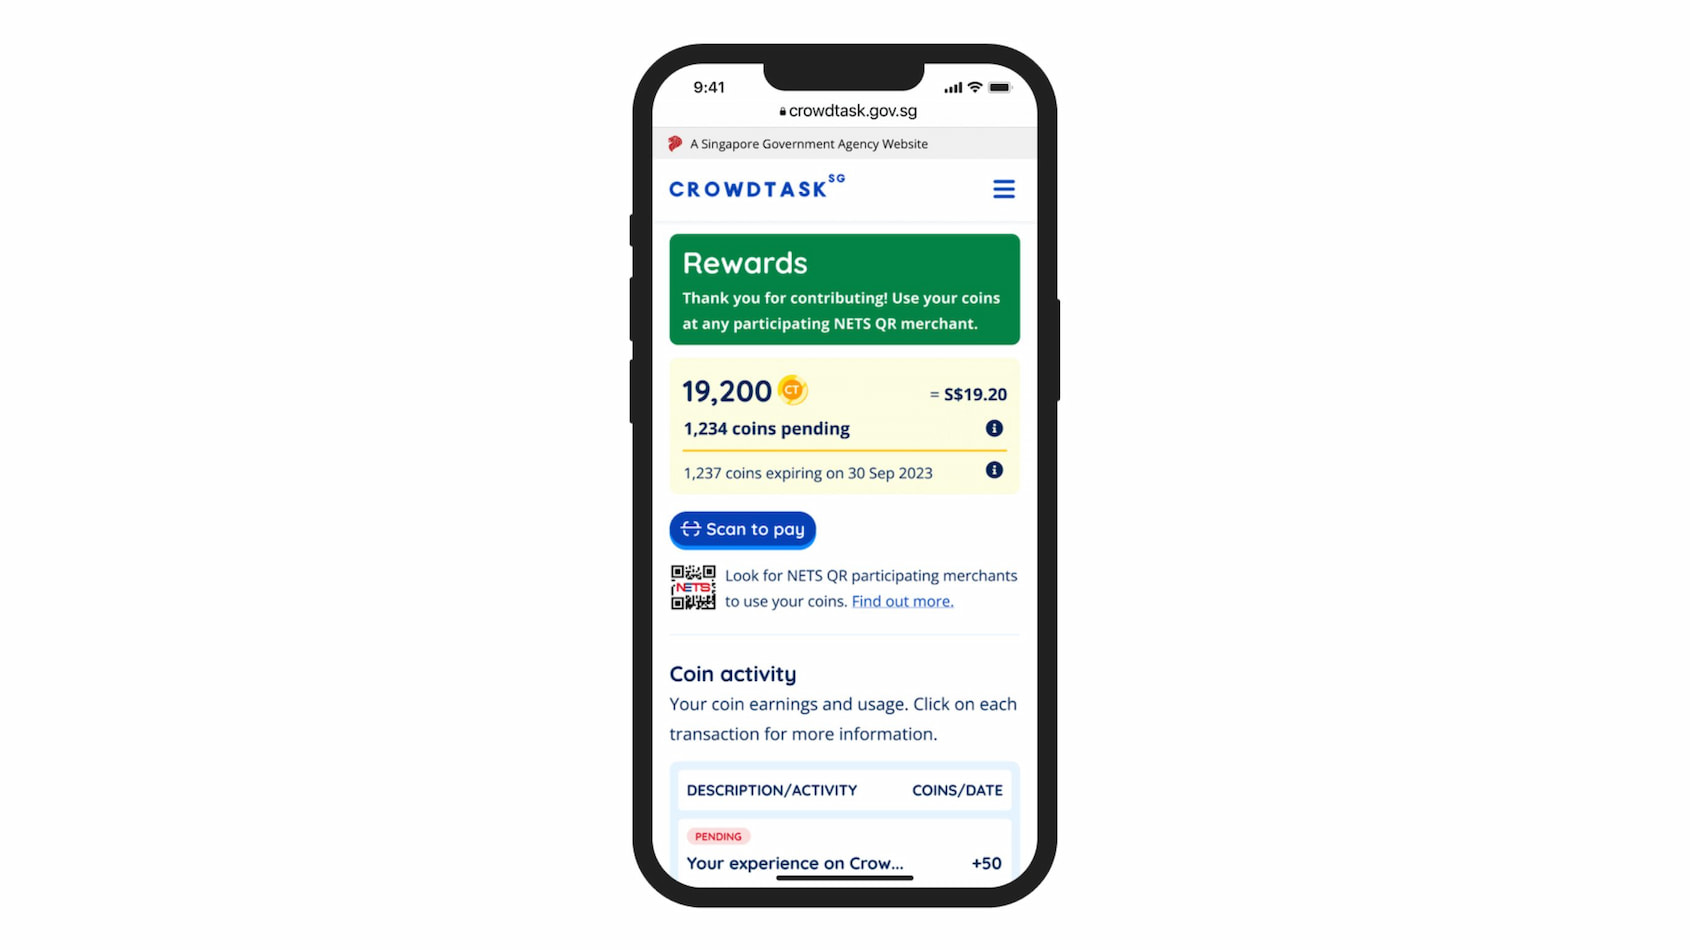 9:41
crowdtask.gov.sg
A Singapore Government Agency Website
CROWDTASK SG
Rewards
Thank you for contributing! Use your coins
at any participating NETS QR merchant.
19,200 CT = S$19.20
1,234 coins pending
1,237 coins expiring on 30 Sep 2023
Scan to pay
NETS
Look for NETS QR participating merchants
to use your coins. Find out more.
Coin activity
Your coin earnings and usage. Click on each
transaction for more information.
DESCRIPTION/ACTIVITY COINS/DATE
PENDING
Your experience on Crow... +50